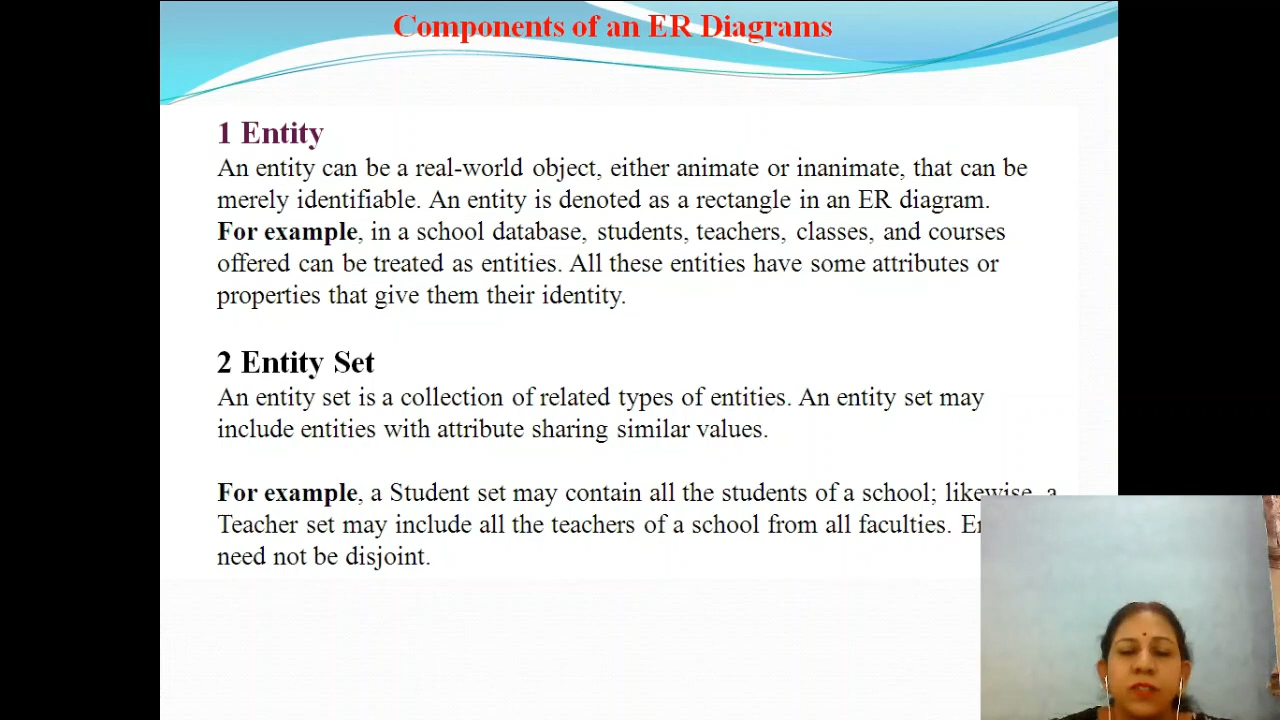 Components of an ER Diagrams
1 Entity
An entity can be a real-world object, either animate or inanimate, that can be
merely identifiable. An entity is denoted as a rectangle in an ER diagram.
For example, in a school database, students, teachers, classes, and courses
offered can be treated as entities. All these entities have some attributes or
properties that give them their identity.
2 Entity Set
An entity set is a collection of related types of entities. An entity set may
include entities with attribute sharing similar values.
For example, a Student set may contain all the students of a school; likewise, a
Teacher set may include all the teachers of a school from all faculties.
need not be disjoint.